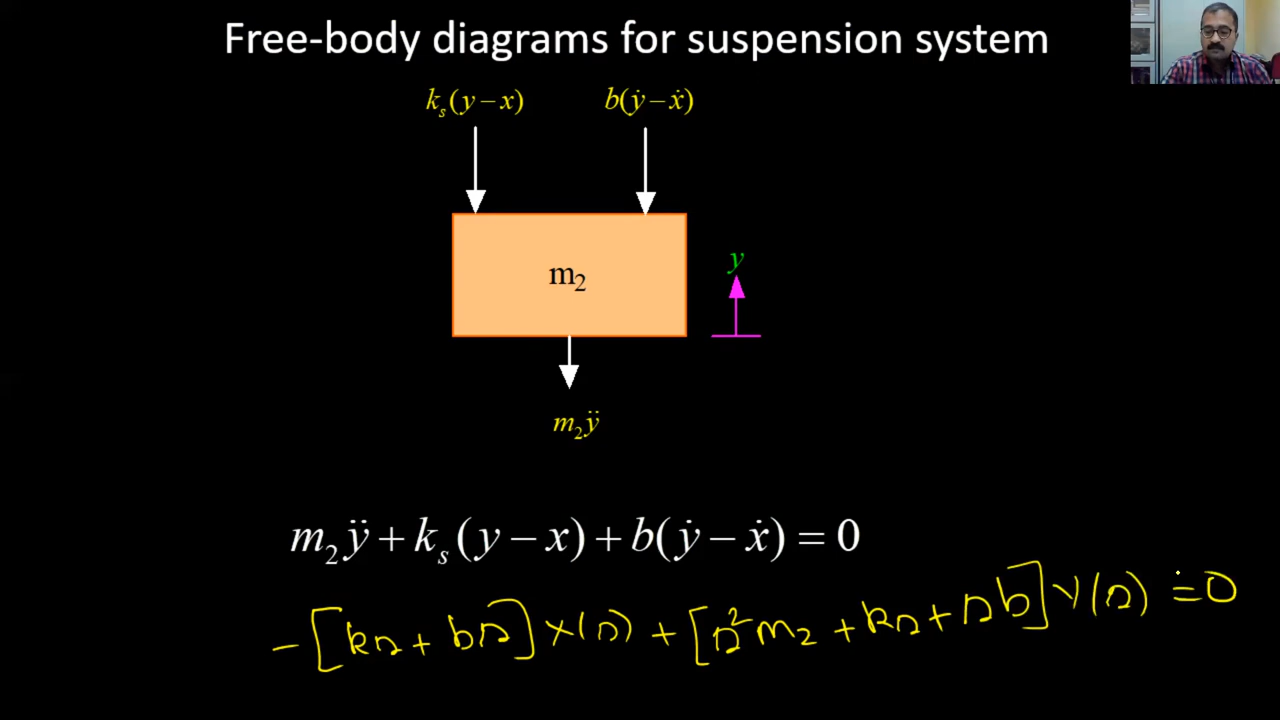 Free-body diagrams for suspension system
kₛ(y−x) b(ẏ−ẋ)
m₂
y
m₂ÿ
m₂ÿ + kₛ(y − x) + b(ẏ − ẋ) = 0
−[ks + bs] X(s) + [s²m₂ + ks + sb] Y(s) = 0